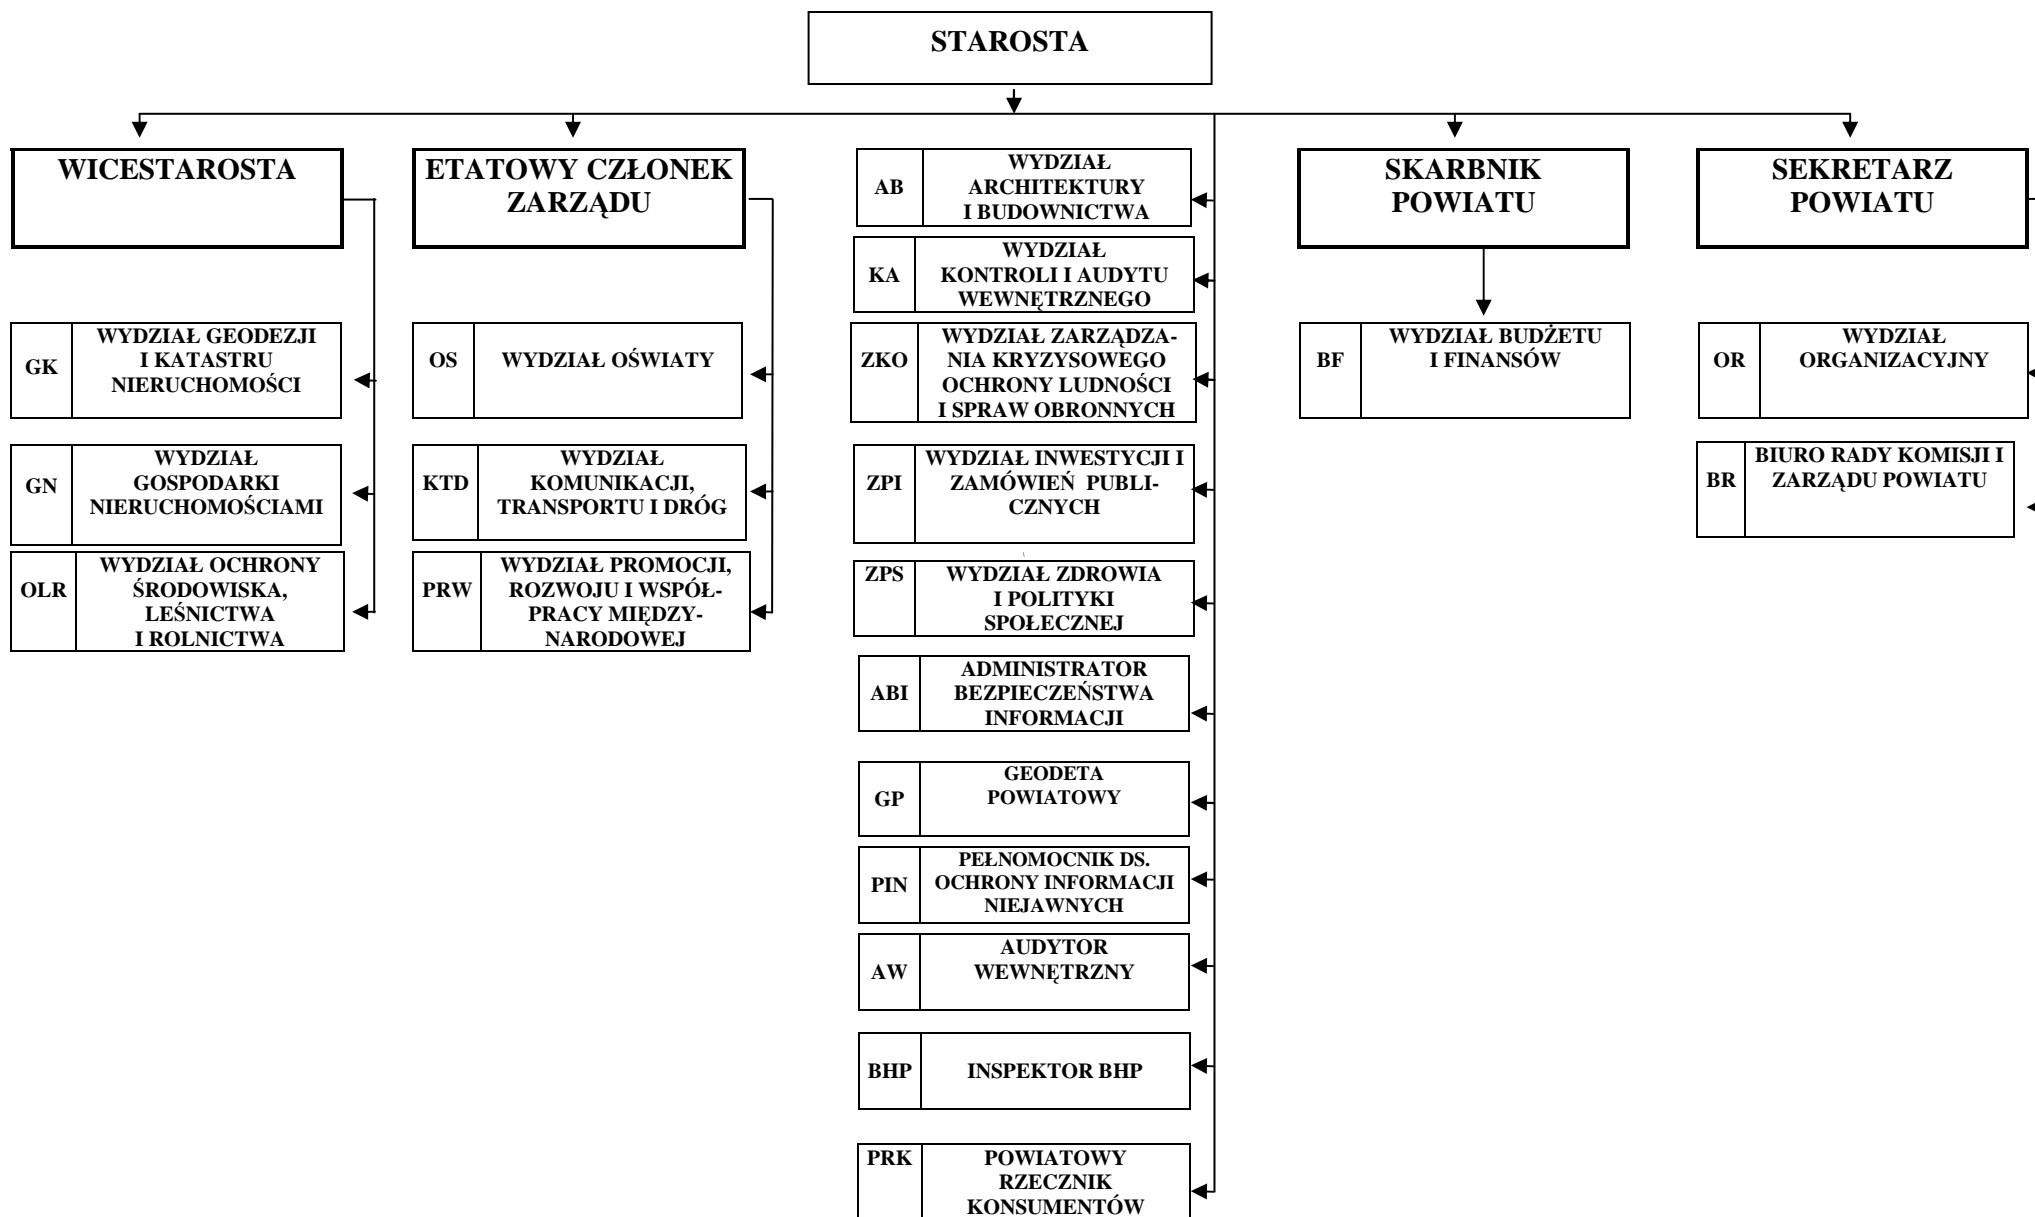 STAROSTA
WICESTAROSTA
GK
WYDZIAŁ GEODEZJI
I KATASTRU
NIERUCHOMOŚCI
GN
WYDZIAŁ
GOSPODARKI
NIERUCHOMOŚCIAMI
OLR
WYDZIAŁ OCHRONY
ŚRODOWISKA,
LEŚNICTWA
I ROLNICTWA
ETATOWY CZŁONEK
ZARZĄDU
OS
WYDZIAŁ OŚWIATY
KTD
WYDZIAŁ
KOMUNIKACJI,
TRANSPORTU I DRÓG
PRW
WYDZIAŁ PROMOCJI,
ROZWOJU I WSPÓŁ-
PRACY MIĘDZY-
NARODOWEJ
AB
WYDZIAŁ
ARCHITEKTURY
I BUDOWNICTWA
KA
WYDZIAŁ
KONTROLI I AUDYTU
WEWNĘTRZNEGO
ZKO
WYDZIAŁ ZARZĄDZA-
NIA KRYZYSOWEGO
OCHRONY LUDNOŚCI
I SPRAW OBRONNYCH
ZPI
WYDZIAŁ INWESTYCJI I
ZAMÓWIEŃ PUBLI-
CZNYCH
ZPS
WYDZIAŁ ZDROWIA
I POLITYKI
SPOŁECZNEJ
ABI
ADMINISTRATOR
BEZPIECZEŃSTWA
INFORMACJI
GP
GEODETA
POWIATOWY
PIN
PEŁNOMOCNIK DS.
OCHRONY INFORMACJI
NIEJAWNYCH
AW
AUDYTOR
WEWNĘTRZNY
BHP
INSPEKTOR BHP
PRK
POWIATOWY
RZECZNIK
KONSUMENTÓW
SKARBNIK
POWIATU
BF
WYDZIAŁ BUDŻETU
I FINANSÓW
SEKRETARZ
POWIATU
OR
WYDZIAŁ
ORGANIZACYJNY
BR
BIURO RADY KOMISJI I
ZARZĄDU POWIATU